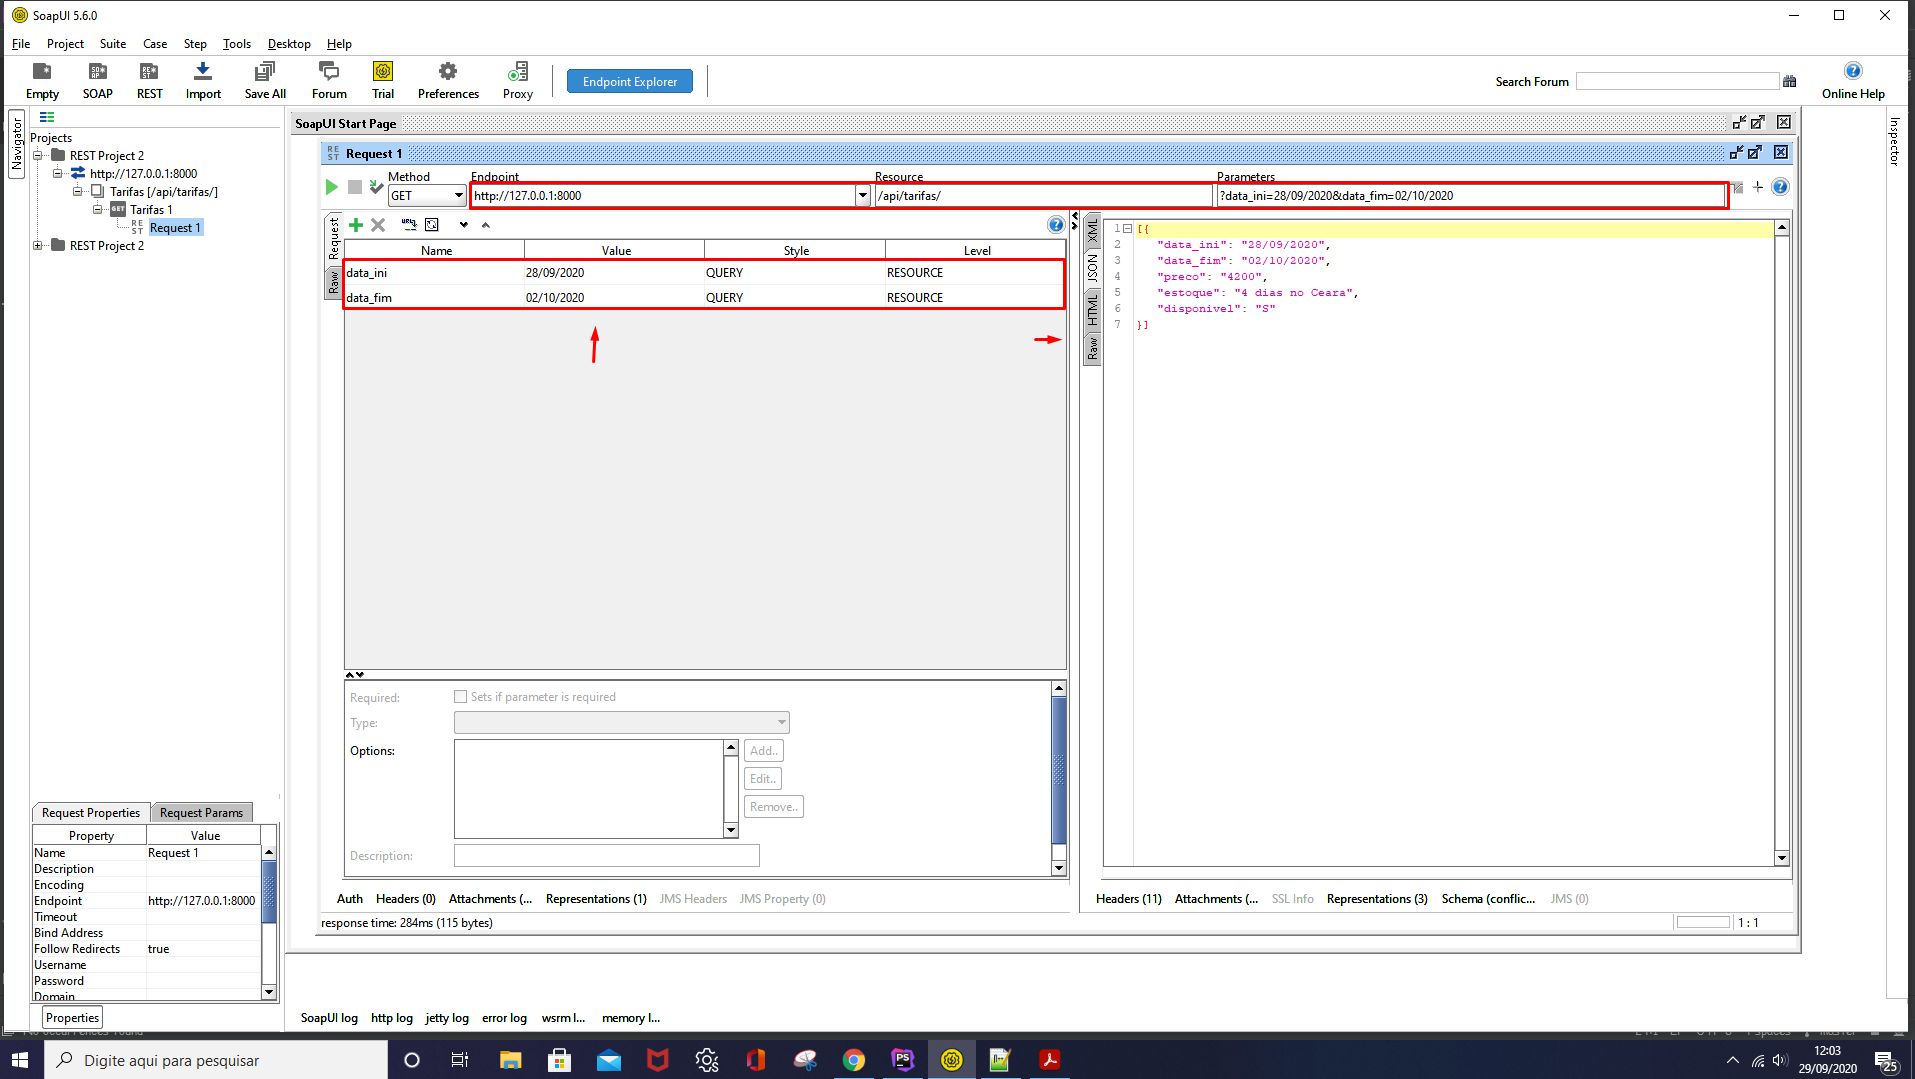 SoapUI 5.6.0
File Project Suite Case Step Tools Desktop Help
Empty SOAP REST Import Save All Forum Trial Preferences Proxy Endpoint Explorer Search Forum Online Help
Navigator
Projects
REST Project 2
http://127.0.0.1:8000
Tarifas [/api/tarifas/]
GET Tarifas 1
REST Request 1
REST Project 2
SoapUI Start Page
REST Request 1
Method Endpoint Resource Parameters
GET http://127.0.0.1:8000 /api/tarifas/ ?data_ini=28/09/2020&data_fim=02/10/2020
Request
Raw
Name Value Style Level
data_ini 28/09/2020 QUERY RESOURCE
data_fim 02/10/2020 QUERY RESOURCE
Required: Sets if parameter is required
Type:
Options: Add..
Edit..
Remove..
Description:
Auth Headers (0) Attachments (... Representations (1) JMS Headers JMS Property (0)
response time: 284ms (115 bytes)
XML
JSON
HTML
Raw
1 [{
2 "data_ini": "28/09/2020",
3 "data_fim": "02/10/2020",
4 "preco": "4200",
5 "estoque": "4 dias no Ceara",
6 "disponivel": "S"
7 }]
Headers (11) Attachments (... SSL Info Representations (3) Schema (conflic... JMS (0)
1 : 1
Inspector
Request Properties Request Params
Property Value
Name Request 1
Description
Encoding
Endpoint http://127.0.0.1:8000
Timeout
Bind Address
Follow Redirects true
Username
Password
Domain
Properties
SoapUI log http log jetty log error log wsrm l... memory l...
Digite aqui para pesquisar
PS
12:03
29/09/2020
25